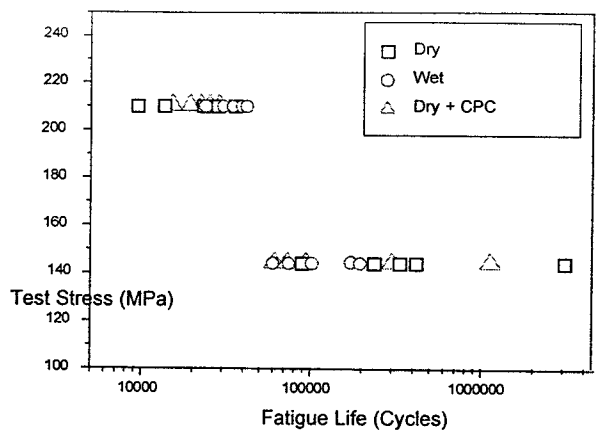 240
220
200
180
160
140
120
100
Test Stress (MPa)
Dry
Wet
Dry + CPC
10000
100000
1000000
Fatigue Life (Cycles)